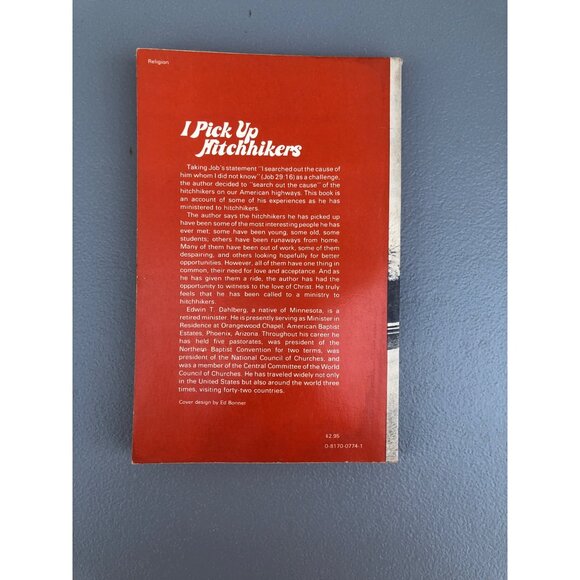 Religion
I Pick Up
Hitchhikers
Taking Job's statement "I searched out the cause of
him whom I did not know" (Job 29:16) as a challenge,
the author decided to "search out the cause" of the
hitchhikers on our American highways. This book is
an account of some of his experiences as he has
ministered to hitchhikers.
The author says the hitchhikers he has picked up
have been some of the most interesting people he has
ever met; some have been young, some old, some
students; others have been runaways from home.
Many of them have been out of work, some of them
despairing, and others looking hopefully for better
opportunities. However, all of them have one thing in
common, their need for love and acceptance. And as
he has given them a ride, the author has had the
opportunity to witness to the love of Christ. He truly
feels that he has been called to a ministry to
hitchhikers.
Edwin T. Dahlberg, a native of Minnesota, is a
retired minister. He is presently serving as Minister in
Residence at Orangewood Chapel, American Baptist
Estates, Phoenix, Arizona. Throughout his career he
has held five pastorates, was president of the
Northern Baptist Convention for two terms, was
president of the National Council of Churches, and
was a member of the Central Committee of the World
Council of Churches. He has traveled widely not only
in the United States but also around the world three
times, visiting forty-two countries.
Cover design by Ed Bonner
$2.95
0-8170-0774-1